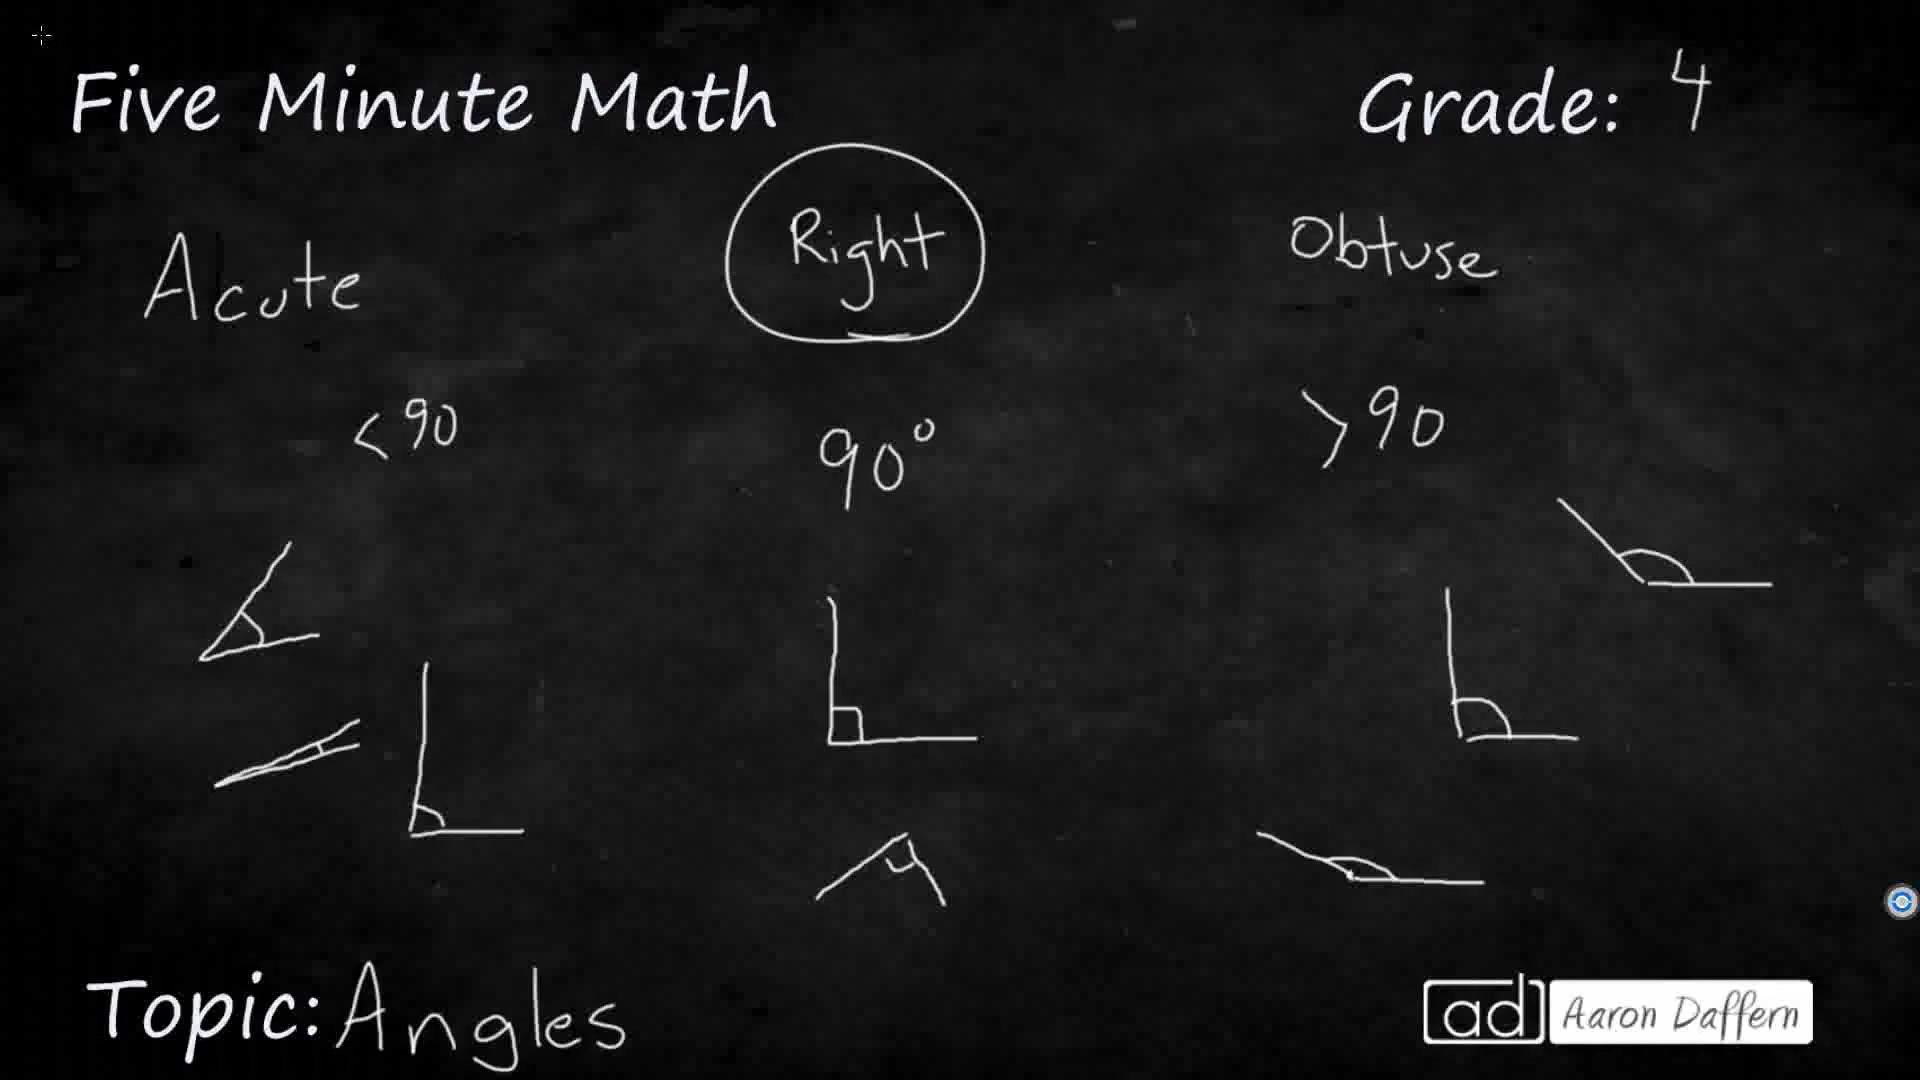 Five Minute Math
Grade: 4
Acute
Right
Obtuse
< 90
90°
> 90
Topic: Angles
ad Aaron Daffern